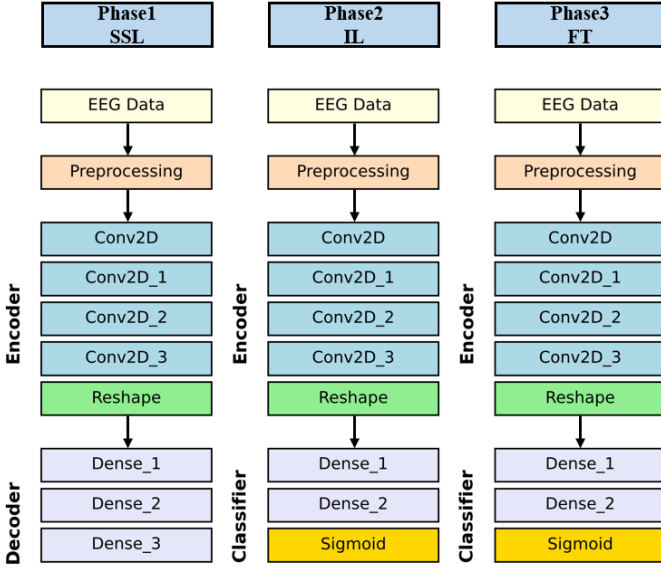 Phase1
SSL
Phase2
IL
Phase3
FT
EEG Data
EEG Data
EEG Data
Preprocessing
Preprocessing
Preprocessing
Encoder
Conv2D
Conv2D_1
Conv2D_2
Conv2D_3
Reshape
Encoder
Conv2D
Conv2D_1
Conv2D_2
Conv2D_3
Reshape
Encoder
Conv2D
Conv2D_1
Conv2D_2
Conv2D_3
Reshape
Decoder
Dense_1
Dense_2
Dense_3
Classifier
Dense_1
Dense_2
Sigmoid
Classifier
Dense_1
Dense_2
Sigmoid